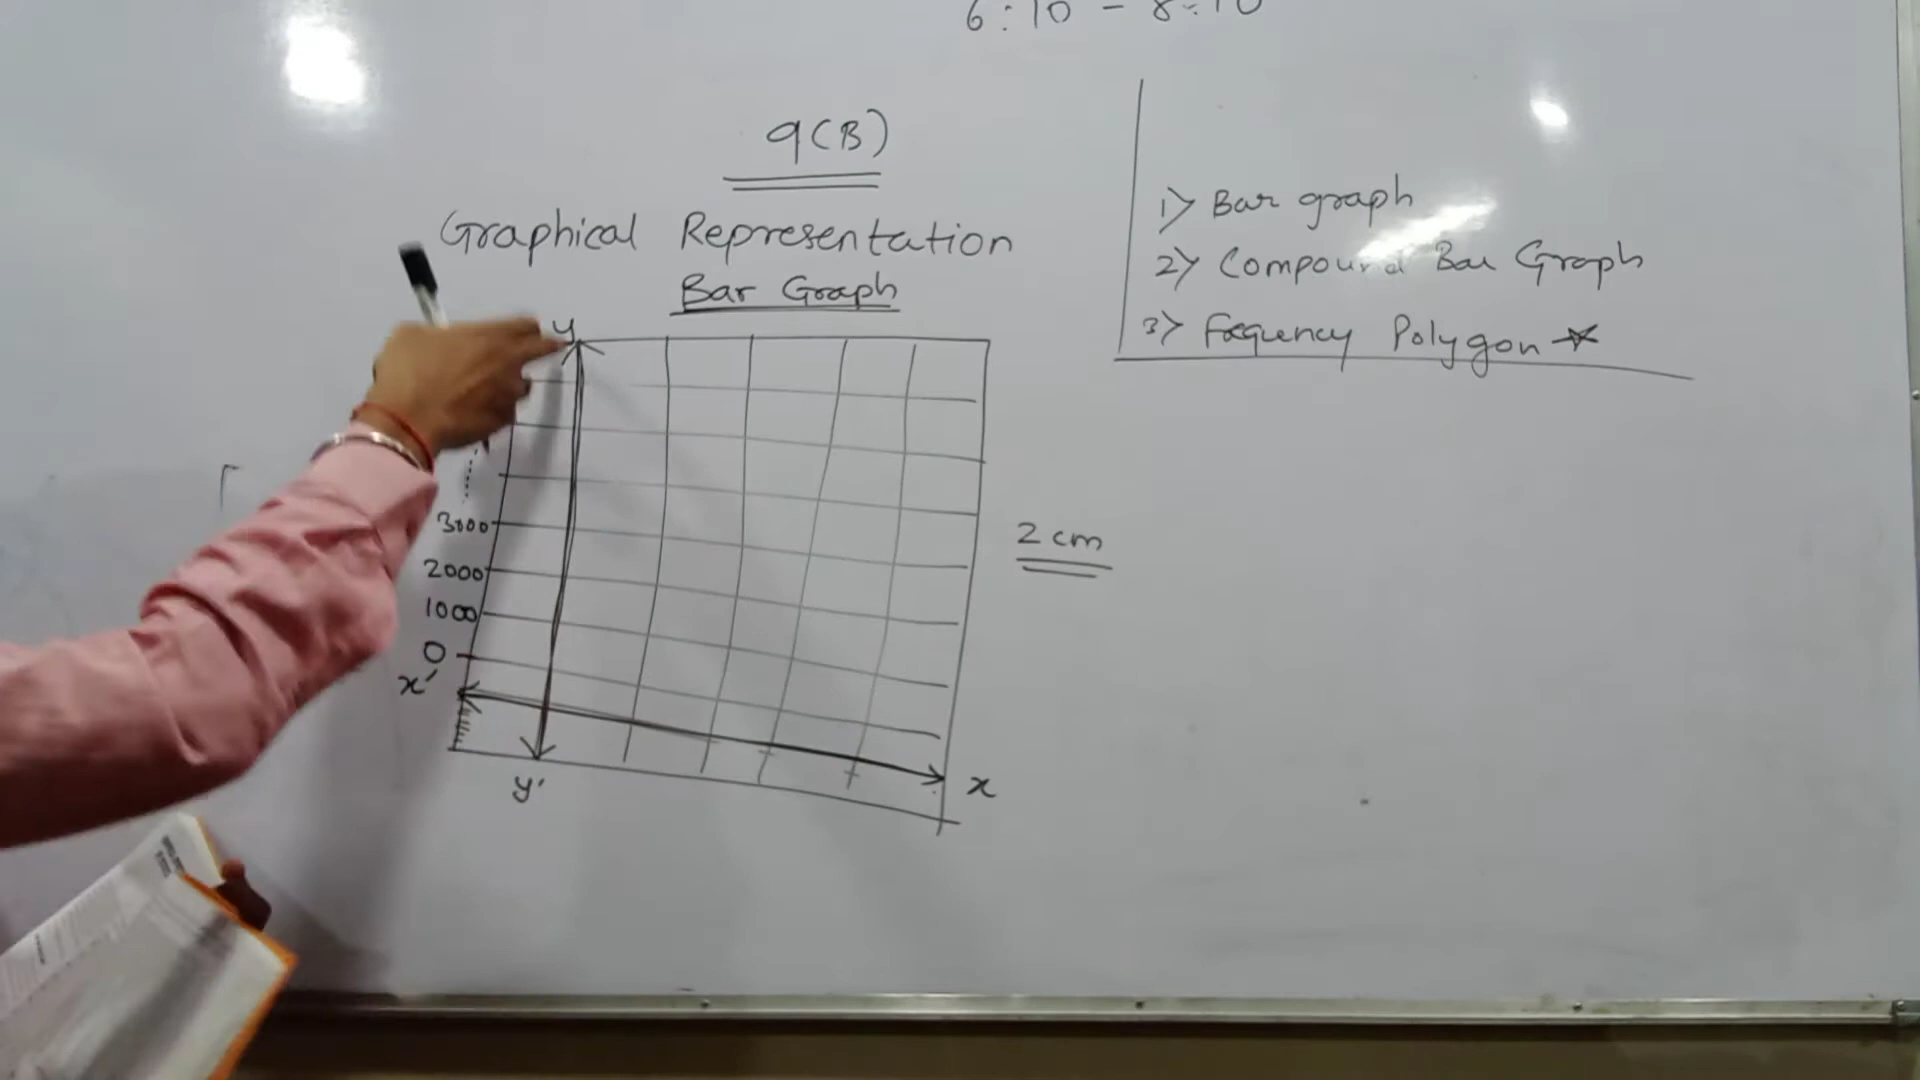 6:10 - 8:10
9(B)
Graphical Representation
Bar Graph
1> Bar graph
2> Compound Bar Graph
3> Fequency Polygon
y
3000
2000
1000
0
x'
y'
x
2 cm